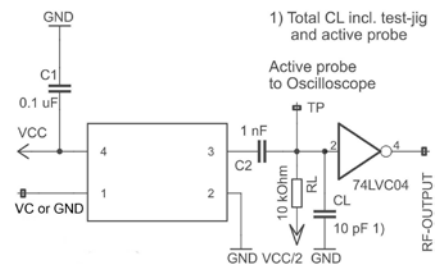 GND
1) Total CL incl. test-jig
and active probe
C1
0.1 uF
Active probe
to Oscilloscope
TP
VCC
4
3
1 nF
C2
2
4
74LVC04
1
VC or GND
2
10 kOhm
RL
CL
10 pF 1)
RF-OUTPUT
GND
VCC/2
GND